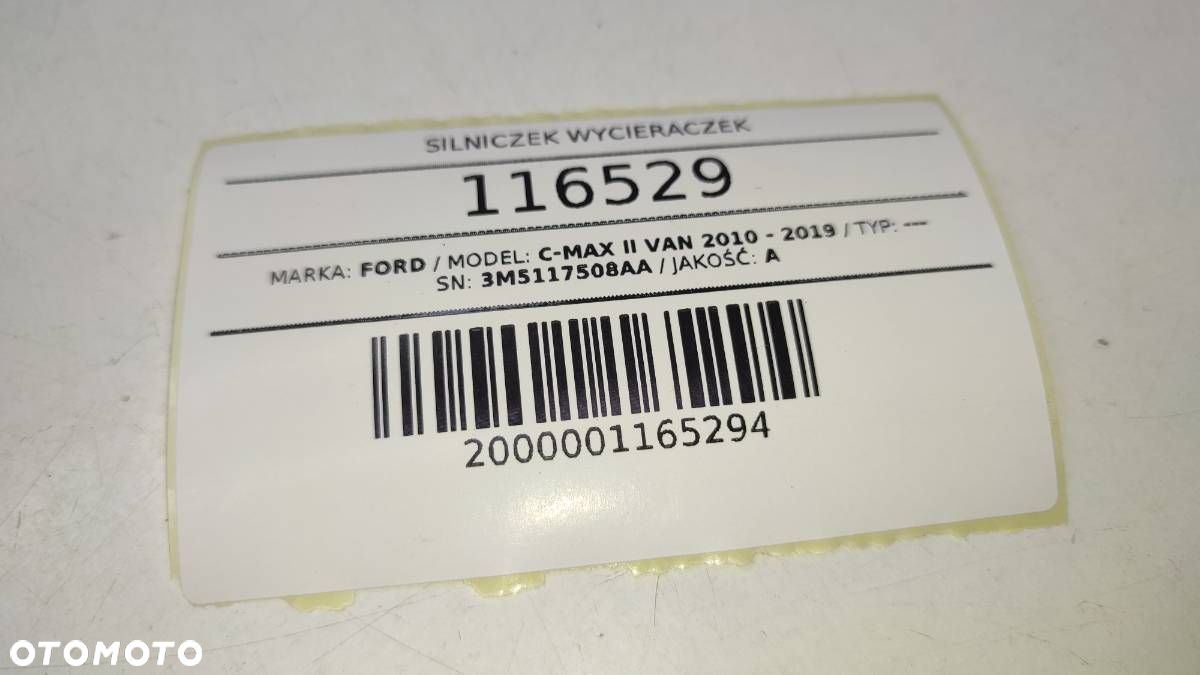 SILNICZEK WYCIERACZEK
116529
MARKA: FORD / MODEL: C-MAX II VAN 2010 - 2019 / TYP: ---
SN: 3M5117508AA / JAKOŚĆ: A
2000001165294
OTOMOTO